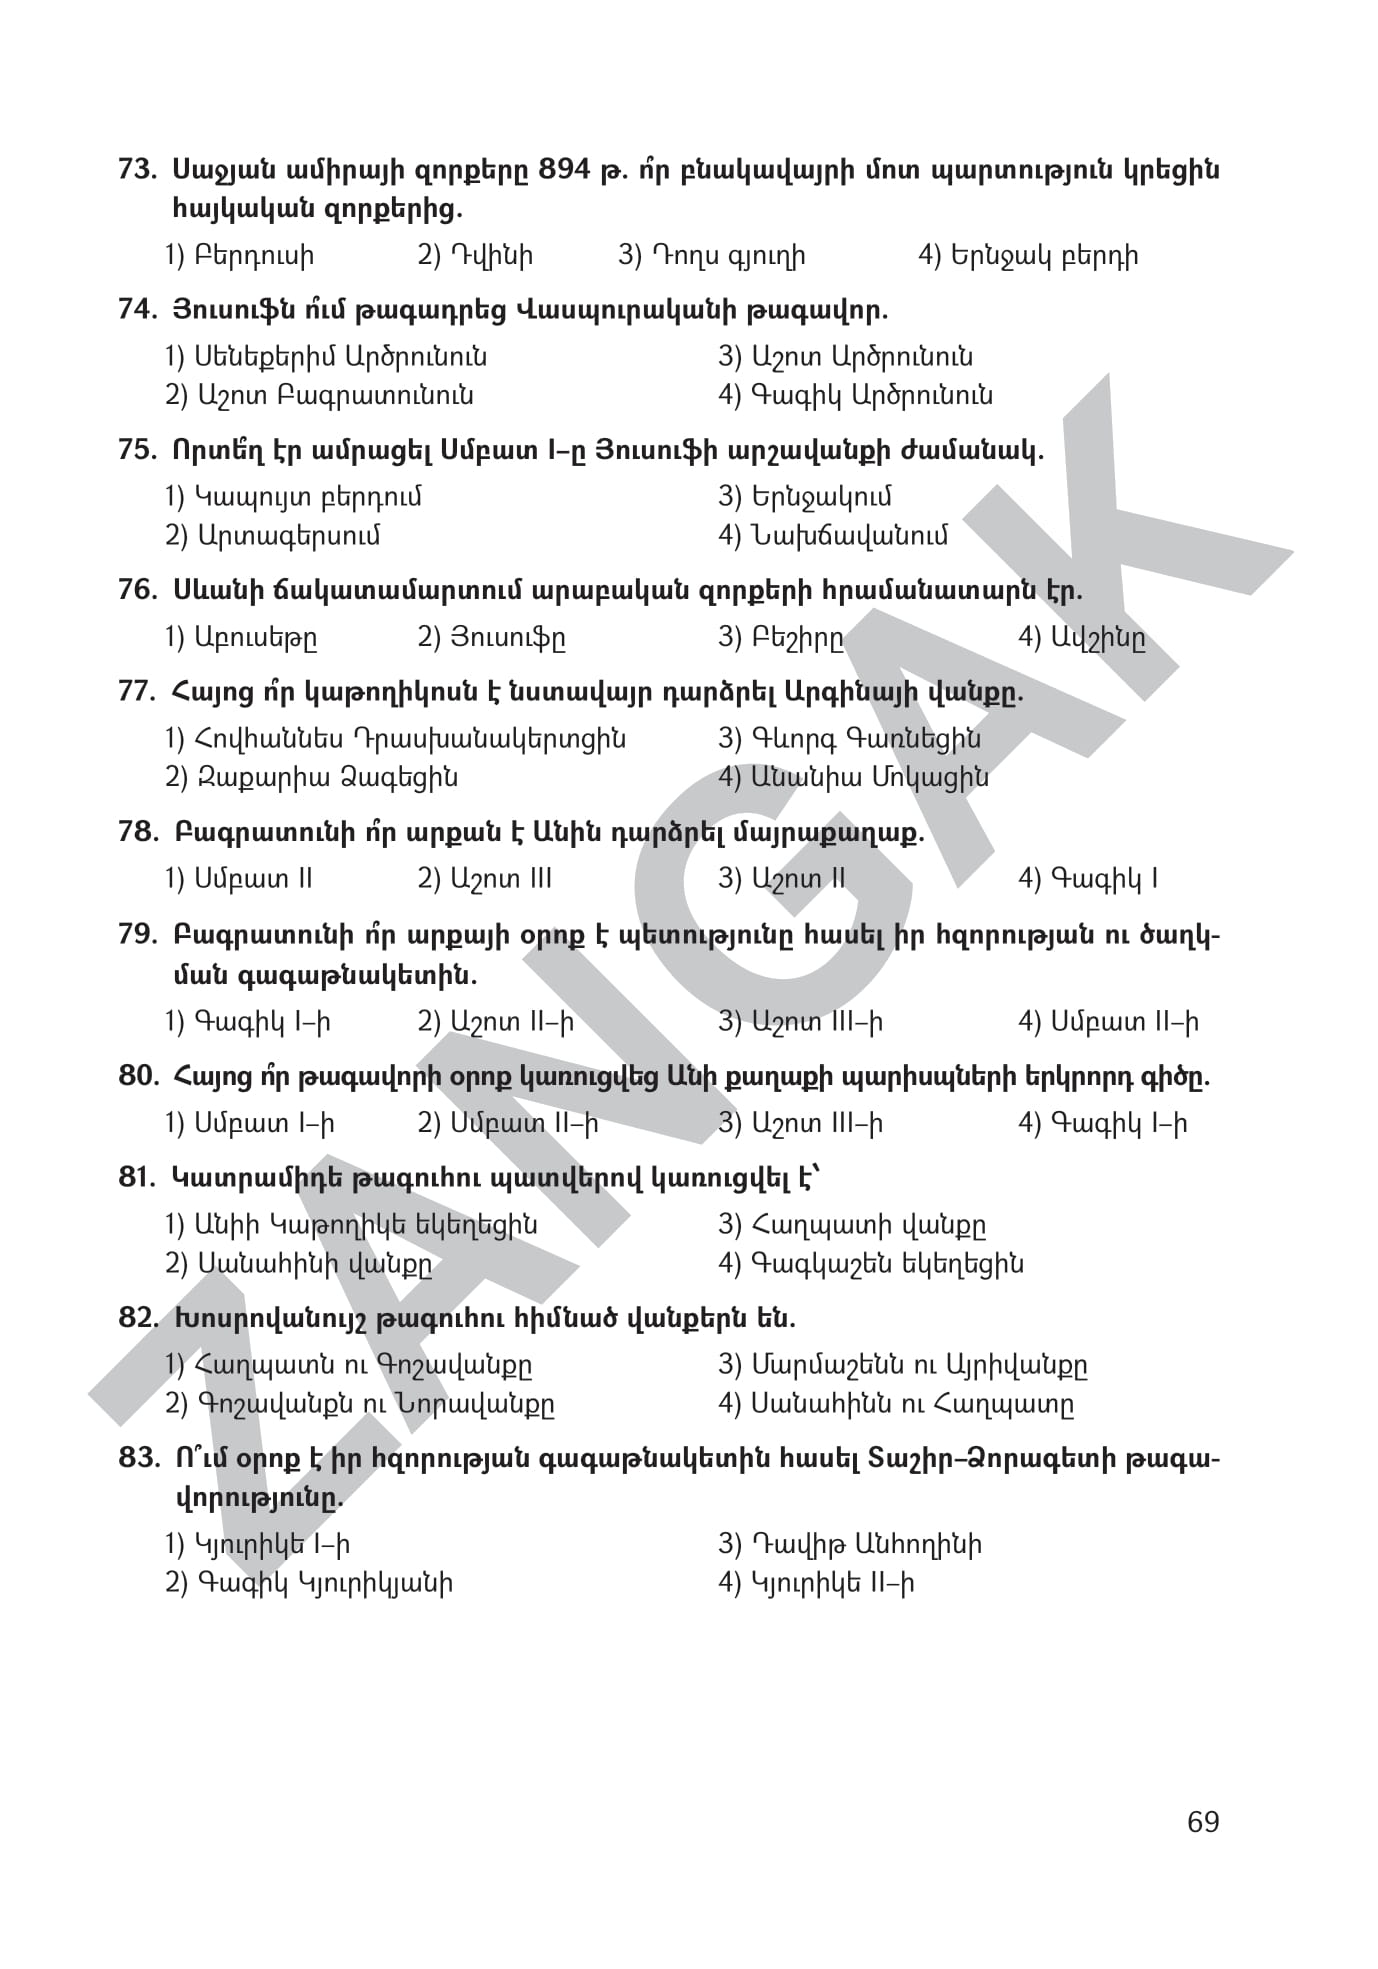 73. Սաջյան ամիրայի զորքերը 894 թ. ո՞ր բնակավայրի մոտ պարտություն կրեցին
հայկական զորքերից.
1) Բերդուսի 2) Դվինի 3) Դողս գյուղի 4) Երնջակ բերդի
74. Յուսուֆն ո՞ւմ թագադրեց Վասպուրականի թագավոր.
1) Սենեքերիմ Արծրունուն 3) Աշոտ Արծրունուն
2) Աշոտ Բագրատունուն 4) Գագիկ Արծրունուն
75. Որտե՞ղ էր ամրացել Սմբատ I–ը Յուսուֆի արշավանքի ժամանակ.
1) Կապույտ բերդում 3) Երնջակում
2) Արտագերսում 4) Նախճավանում
76. Սևանի ճակատամարտում արաբական զորքերի հրամանատարն էր.
1) Աբուսեթը 2) Յուսուֆը 3) Բեշիրը 4) Ավշինը
77. Հայոց ո՞ր կաթողիկոսն է նստավայր դարձրել Արգինայի վանքը.
1) Հովհաննես Դրասխանակերտցին 3) Գևորգ Գառնեցին
2) Զաքարիա Ձագեցին 4) Անանիա Մոկացին
78. Բագրատունի ո՞ր արքան է Անին դարձրել մայրաքաղաք.
1) Սմբատ II 2) Աշոտ III 3) Աշոտ II 4) Գագիկ I
79. Բագրատունի ո՞ր արքայի օրոք է պետությունը հասել իր հզորության ու ծաղկ-
ման գագաթնակետին.
1) Գագիկ I–ի 2) Աշոտ II–ի 3) Աշոտ III–ի 4) Սմբատ II–ի
80. Հայոց ո՞ր թագավորի օրոք կառուցվեց Անի քաղաքի պարիսպների երկրորդ գիծը.
1) Սմբատ I–ի 2) Սմբատ II–ի 3) Աշոտ III–ի 4) Գագիկ I–ի
81. Կատրամիդե թագուհու պատվերով կառուցվել է՝
1) Անիի Կաթողիկե եկեղեցին 3) Հաղպատի վանքը
2) Սանահինի վանքը 4) Գագկաշեն եկեղեցին
82. Խոսրովանույշ թագուհու հիմնած վանքերն են.
1) Հաղպատն ու Գոշավանքը 3) Մարմաշենն ու Այրիվանքը
2) Գոշավանքն ու Նորավանքը 4) Սանահինն ու Հաղպատը
83. Ո՞ւմ օրոք է իր հզորության գագաթնակետին հասել Տաշիր–Ձորագետի թագա-
վորությունը.
1) Կյուրիկե I–ի 3) Դավիթ Անհողինի
2) Գագիկ Կյուրիկյանի 4) Կյուրիկե II–ի
69
ZANGAK